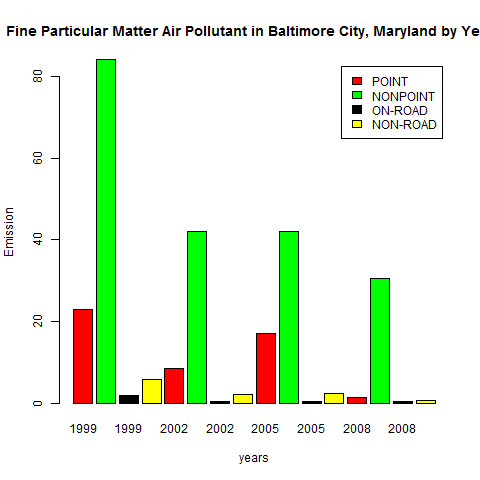 Fine Particular Matter Air Pollutant in Baltimore City, Maryland by Ye
POINT
NONPOINT
ON-ROAD
NON-ROAD
Emission
80
60
40
20
0
1999 1999 2002 2002 2005 2005 2008 2008
years